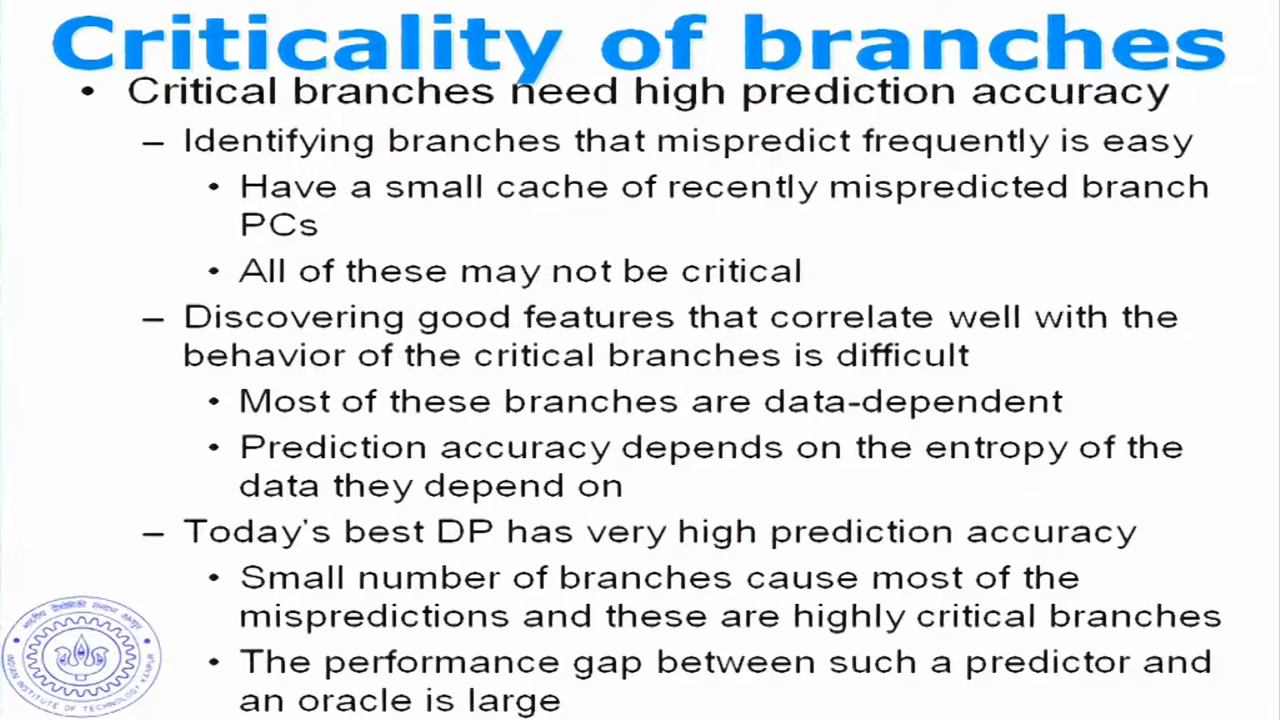 Criticality of branches
• Critical branches need high prediction accuracy
– Identifying branches that mispredict frequently is easy
• Have a small cache of recently mispredicted branch
PCs
• All of these may not be critical
– Discovering good features that correlate well with the
behavior of the critical branches is difficult
• Most of these branches are data-dependent
• Prediction accuracy depends on the entropy of the
data they depend on
– Today's best DP has very high prediction accuracy
• Small number of branches cause most of the
mispredictions and these are highly critical branches
• The performance gap between such a predictor and
an oracle is large
INDIAN INSTITUTE OF TECHNOLOGY KANPUR